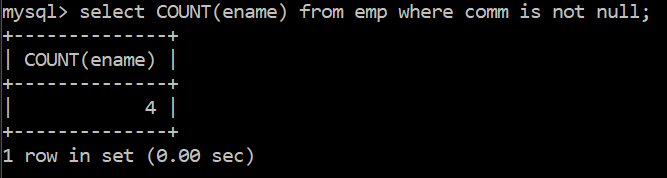 mysql> select COUNT(ename) from emp where comm is not null;
+--------------+
| COUNT(ename) |
+--------------+
|            4 |
+--------------+
1 row in set (0.00 sec)